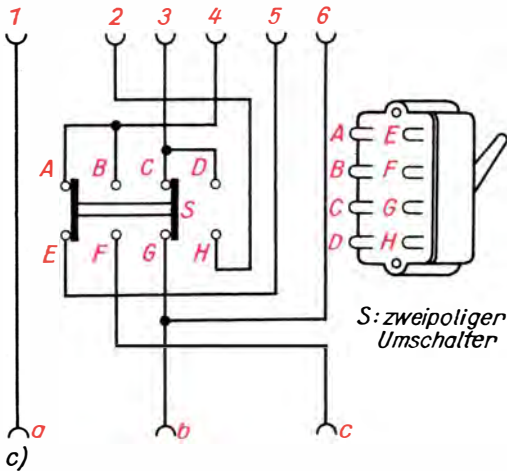 1 2 3 4 5 6
A B C D
S
E F G H
A E
B F
C G
D H
S: zweipoliger
Umschalter
a b c
c)